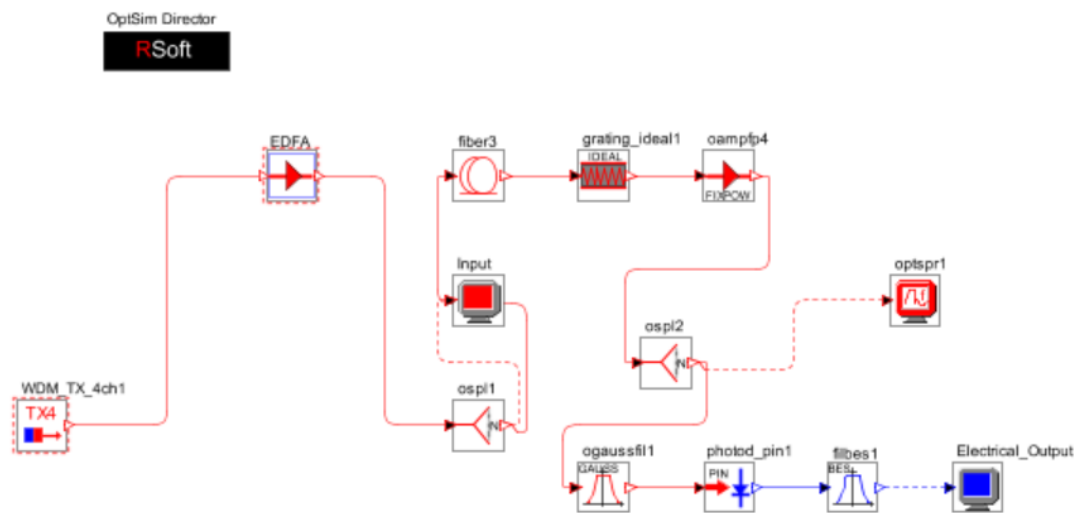 OptSim Director
RSoft
EDFA
fiber3
grating_ideal1
IDEAL
oampfp4
FIXPOW
Input
optspr1
ospl2
N
WDM_TX_4ch1
TX4
ospl1
N
ogaussfil1
GAUSS
photod_pin1
PIN
filbes1
BES
Electrical_Output